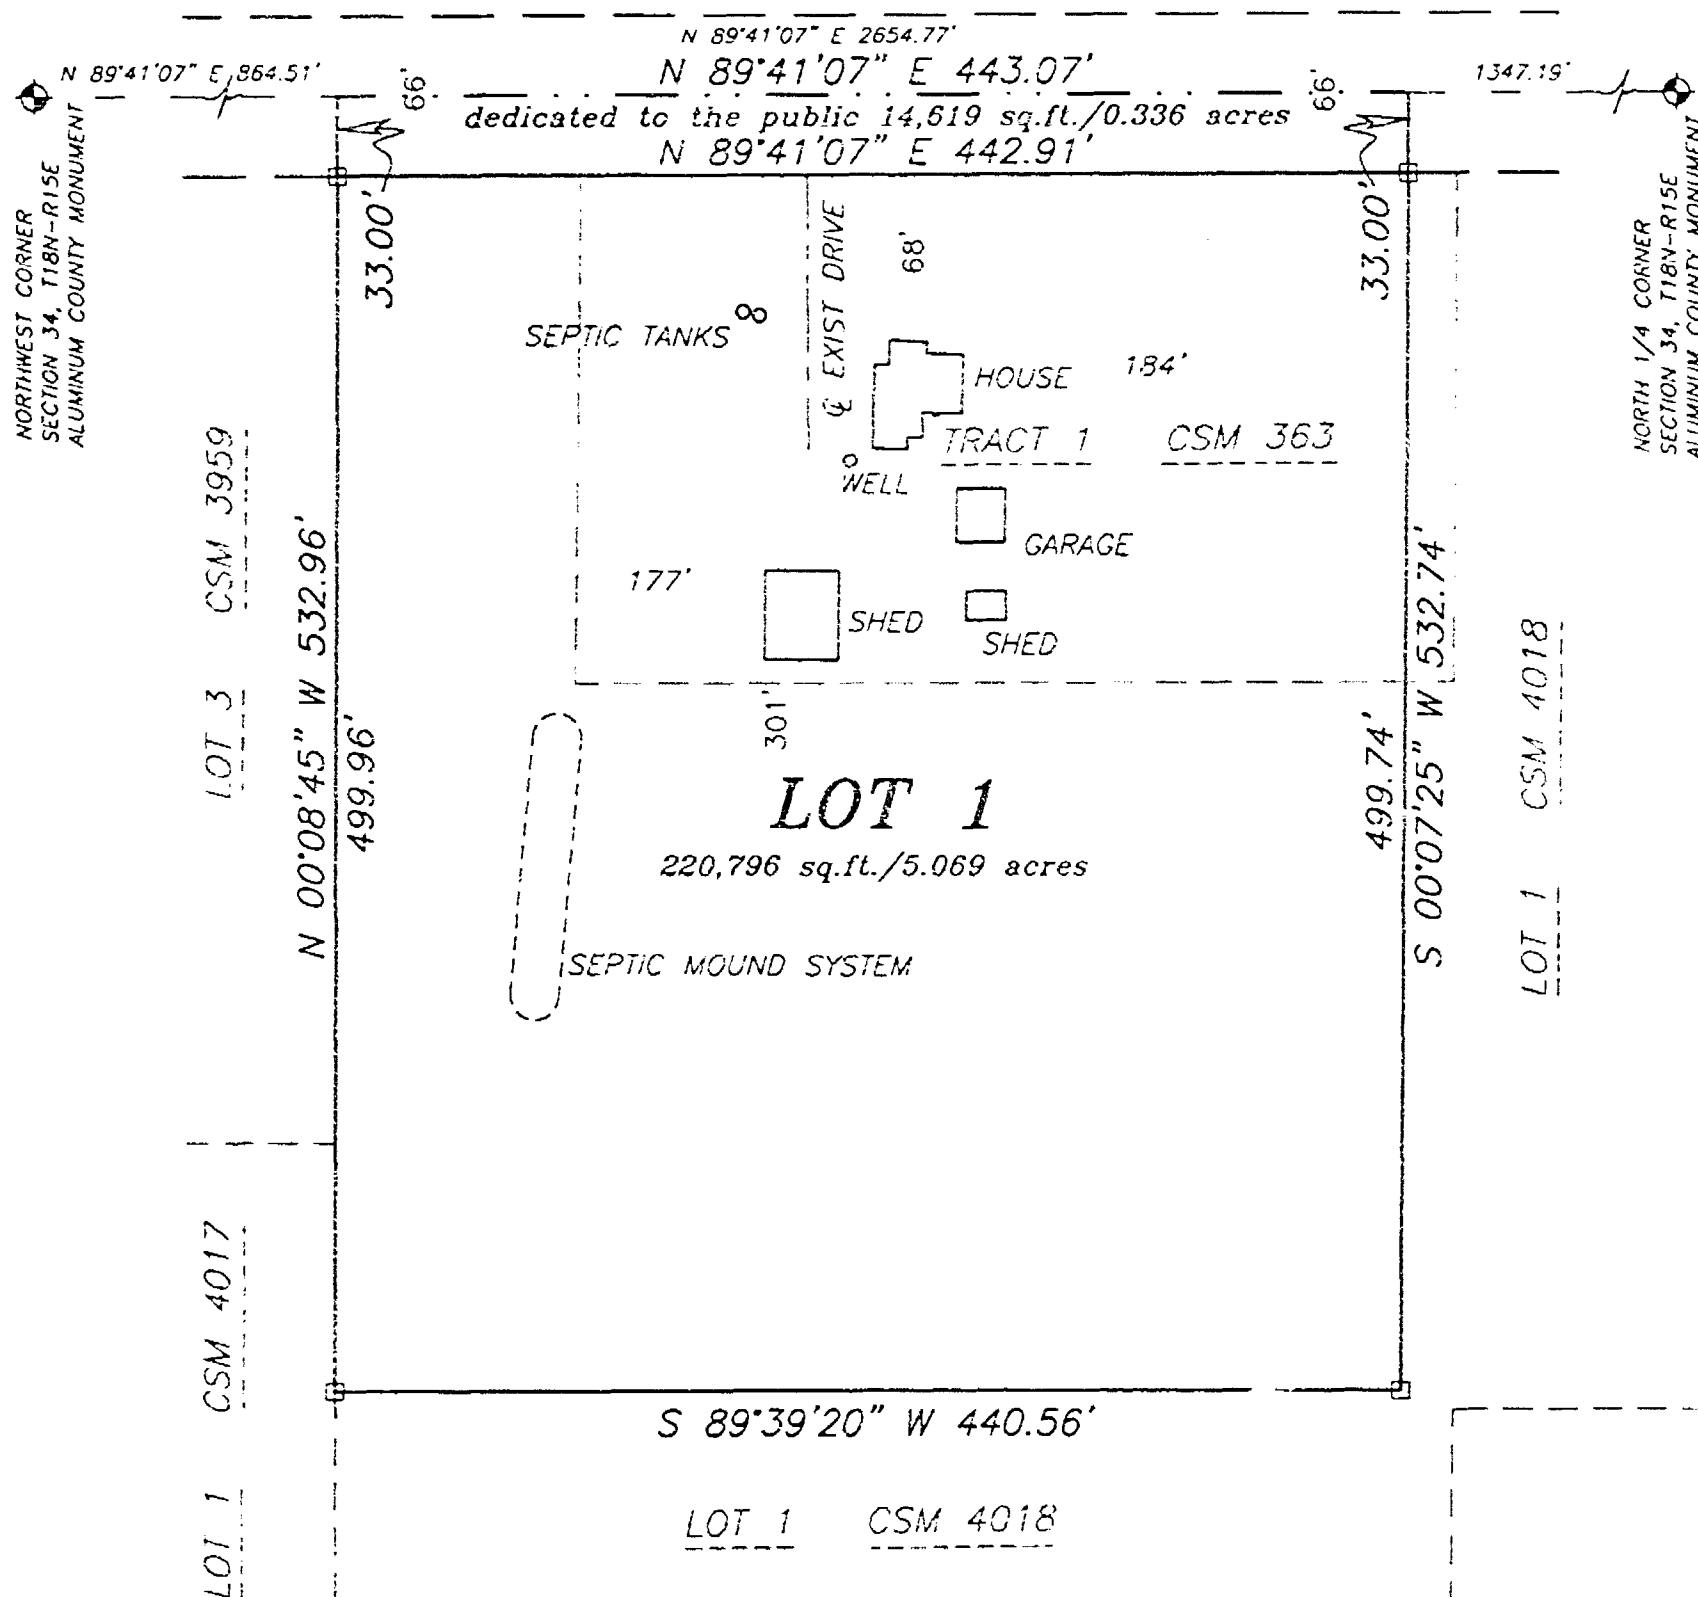 N 89°41'07" E 2654.77'
N 89°41'07" E 864.51'
N 89°41'07" E 443.07'
1347.19'
66'
66'
dedicated to the public 14,619 sq.ft./0.336 acres
N 89°41'07" E 442.91'
NORTHWEST CORNER
SECTION 34, T18N-R15E
ALUMINUM COUNTY MONUMENT
NORTH 1/4 CORNER
SECTION 34, T18N-R15E
ALUMINUM COUNTY MONUMENT
33.00'
33.00'
℄ EXIST DRIVE
68'
SEPTIC TANKS
HOUSE
184'
TRACT 1 CSM 363
WELL
GARAGE
177'
SHED
SHED
301'
LOT 3 CSM 3959
N 00°08'45" W 532.96'
499.96'
499.74'
S 00°07'25" W 532.74'
LOT 1 CSM 4018
LOT 1
220,796 sq.ft./5.069 acres
SEPTIC MOUND SYSTEM
LOT 1 CSM 4017
S 89°39'20" W 440.56'
LOT 1 CSM 4018